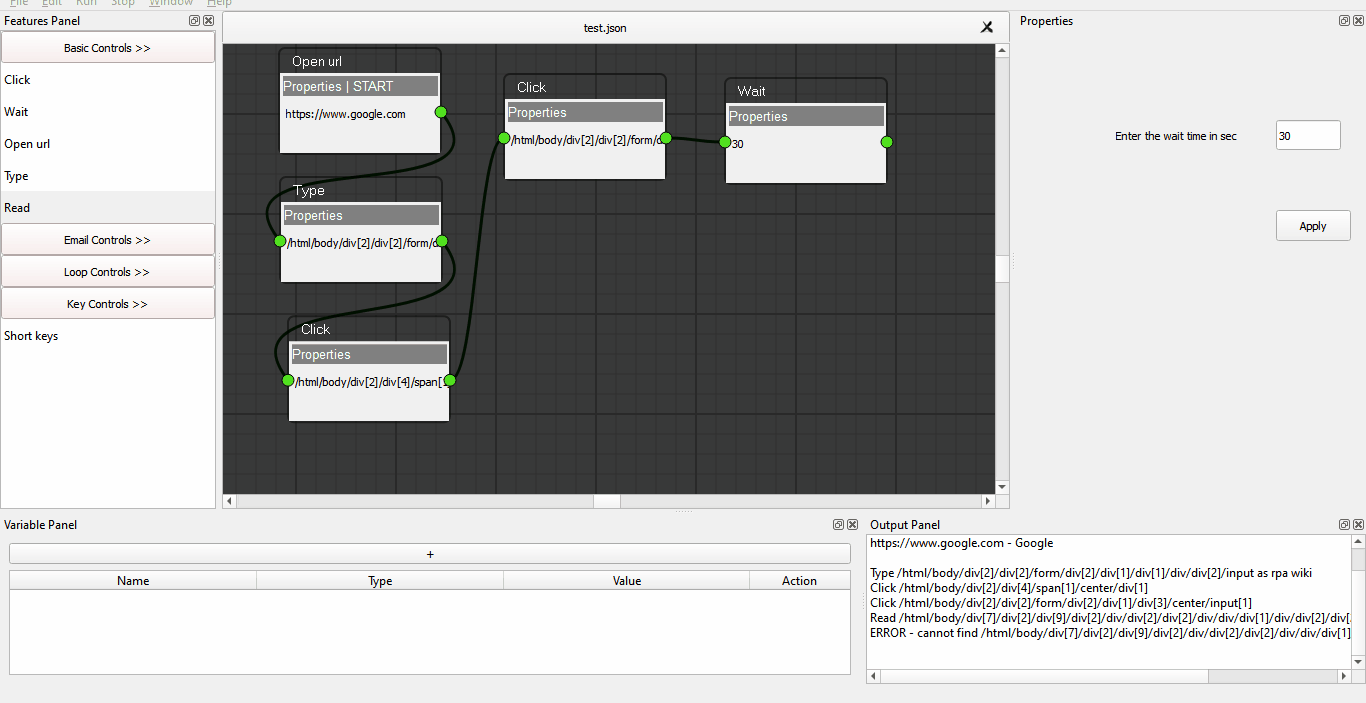 File Edit Run Stop Window Help
Features Panel
Basic Controls >>
Click
Wait
Open url
Type
Read
Email Controls >>
Loop Controls >>
Key Controls >>
Short keys
test.json
Open url
Properties | START
https://www.google.com
Type
Properties
/html/body/div[2]/div[2]/form/d
Click
Properties
/html/body/div[2]/div[4]/span[
Click
Properties
/html/body/div[2]/div[2]/form/d
Wait
Properties
30
Properties
Enter the wait time in sec
30
Apply
Variable Panel
+
Name Type Value Action
Output Panel
https://www.google.com - Google
Type /html/body/div[2]/div[2]/form/div[2]/div[1]/div[1]/div/div[2]/input as rpa wiki
Click /html/body/div[2]/div[4]/span[1]/center/div[1]
Click /html/body/div[2]/div[2]/form/div[2]/div[1]/div[3]/center/input[1]
Read /html/body/div[7]/div[2]/div[9]/div[2]/div/div[2]/div[2]/div/div/div[1]/div/div[2]/div
ERROR - cannot find /html/body/div[7]/div[2]/div[9]/div[2]/div/div[2]/div[2]/div/div/div[1]